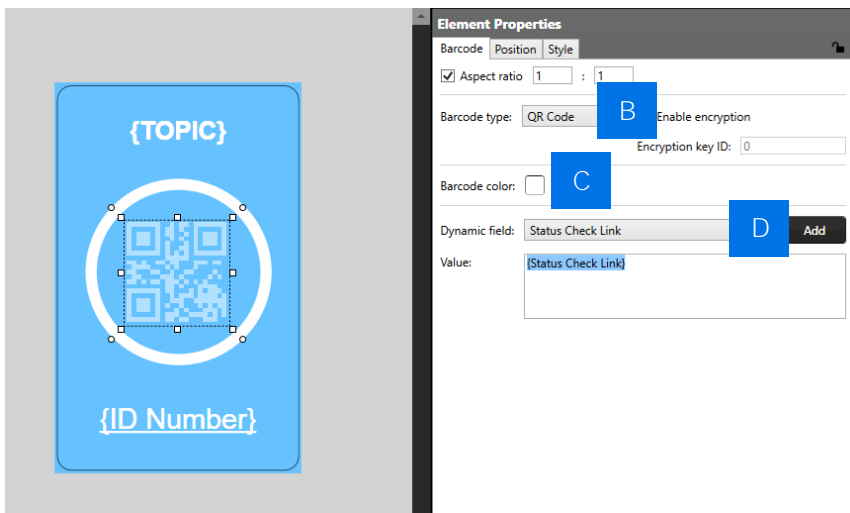 Element Properties
Barcode Position Style
Aspect ratio 1 : 1
Barcode type: QR Code B Enable encryption
Encryption key ID: 0
Barcode color: C
Dynamic field: Status Check Link D Add
Value: {Status Check Link}
{TOPIC}
{ID Number}